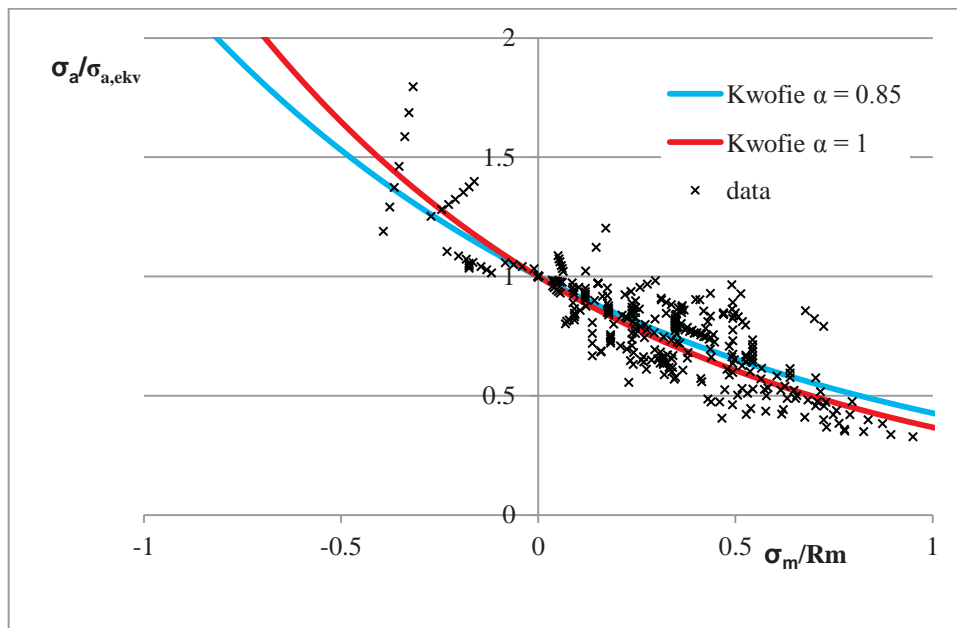 2
σa/σa,ekv
Kwofie α = 0.85
1.5
Kwofie α = 1
data
1
0.5
0
-1 -0.5 0 0.5 1
σm/Rm